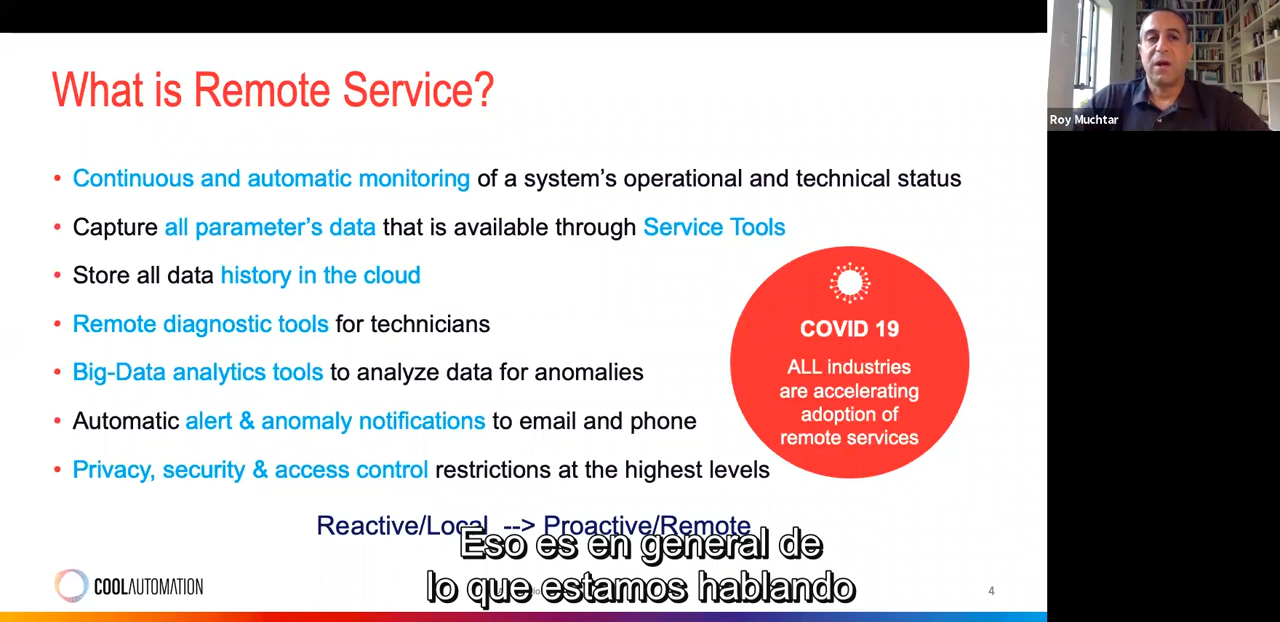 What is Remote Service?
• Continuous and automatic monitoring of a system's operational and technical status
• Capture all parameter's data that is available through Service Tools
• Store all data history in the cloud
• Remote diagnostic tools for technicians
• Big-Data analytics tools to analyze data for anomalies
• Automatic alert & anomaly notifications to email and phone
• Privacy, security & access control restrictions at the highest levels
COVID 19
ALL industries
are accelerating
adoption of
remote services
Reactive/Local --> Proactive/Remote
Eso es en general de
lo que estamos hablando
COOLAUTOMATION
4
Roy Muchtar